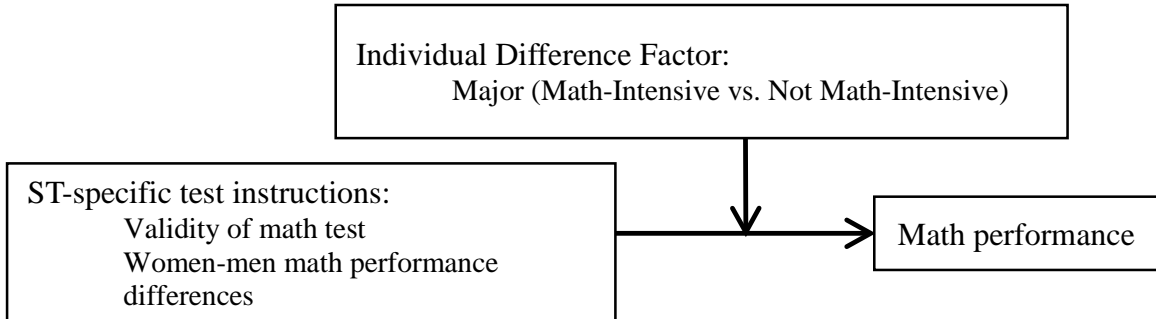 Individual Difference Factor:
Major (Math-Intensive vs. Not Math-Intensive)
ST-specific test instructions:
Validity of math test
Women-men math performance
differences
Math performance